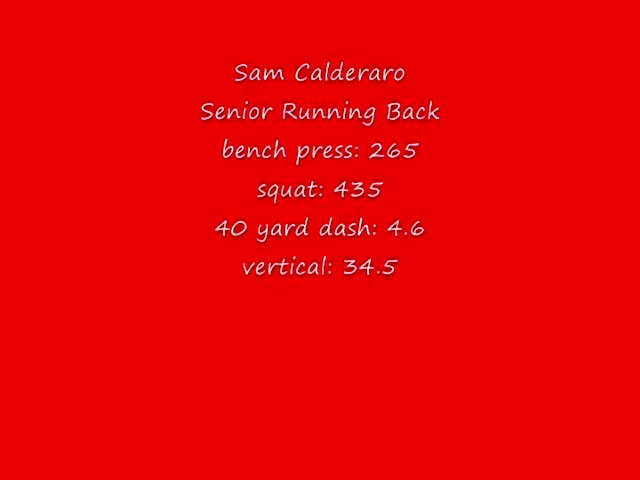 Sam Calderaro
Senior Running Back
bench press: 265
squat: 435
40 yard dash: 4.6
vertical: 34.5